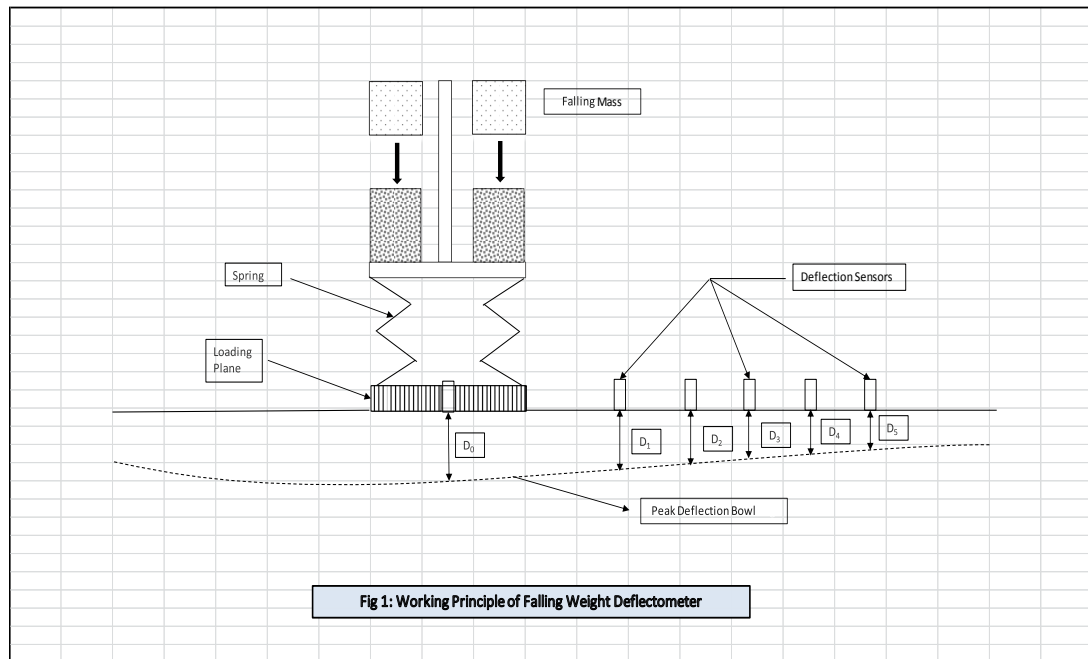 Falling Mass
Spring
Deflection Sensors
Loading
Plane
D₀
D₁
D₂
D₃
D₄
D₅
Peak Deflection Bowl
Fig 1: Working Principle of Falling Weight Deflectometer